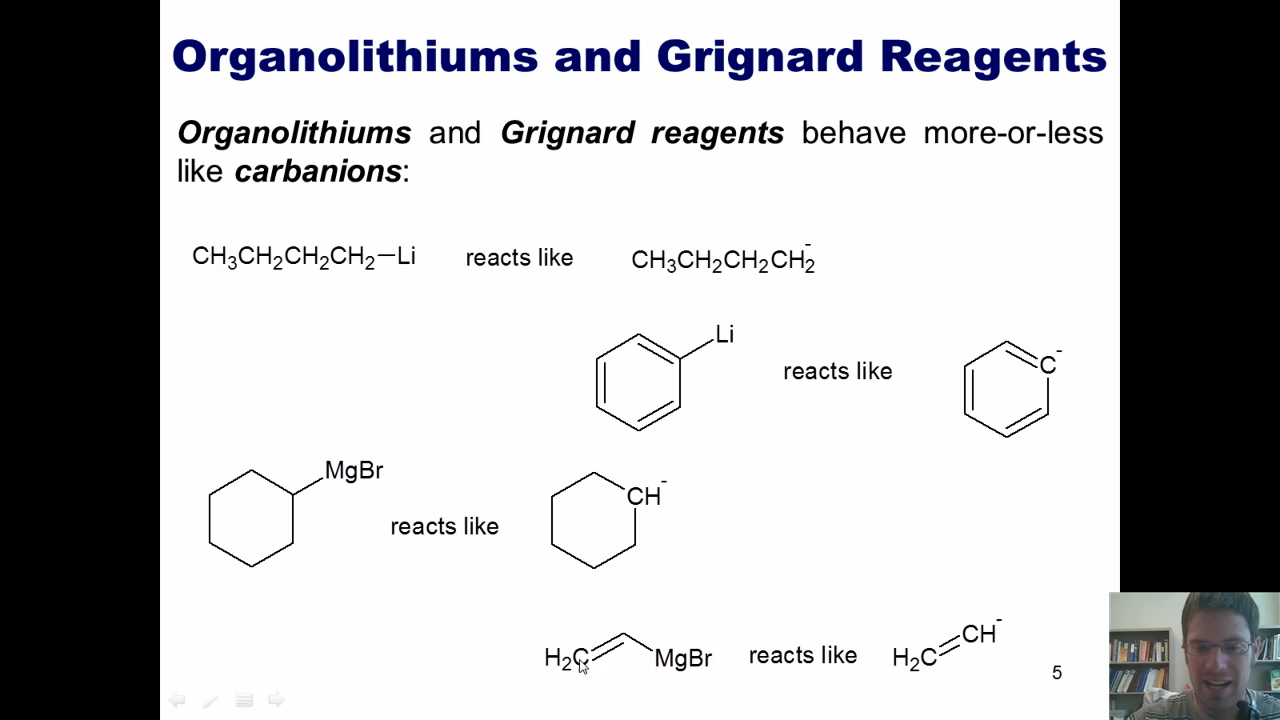 Organolithiums and Grignard Reagents
Organolithiums and Grignard reagents behave more-or-less
like carbanions:
CH₃CH₂CH₂CH₂—Li reacts like CH₃CH₂CH₂CH₂⁻
Li
reacts like
C⁻
MgBr
reacts like
CH⁻
H₂C MgBr reacts like H₂C CH⁻
5